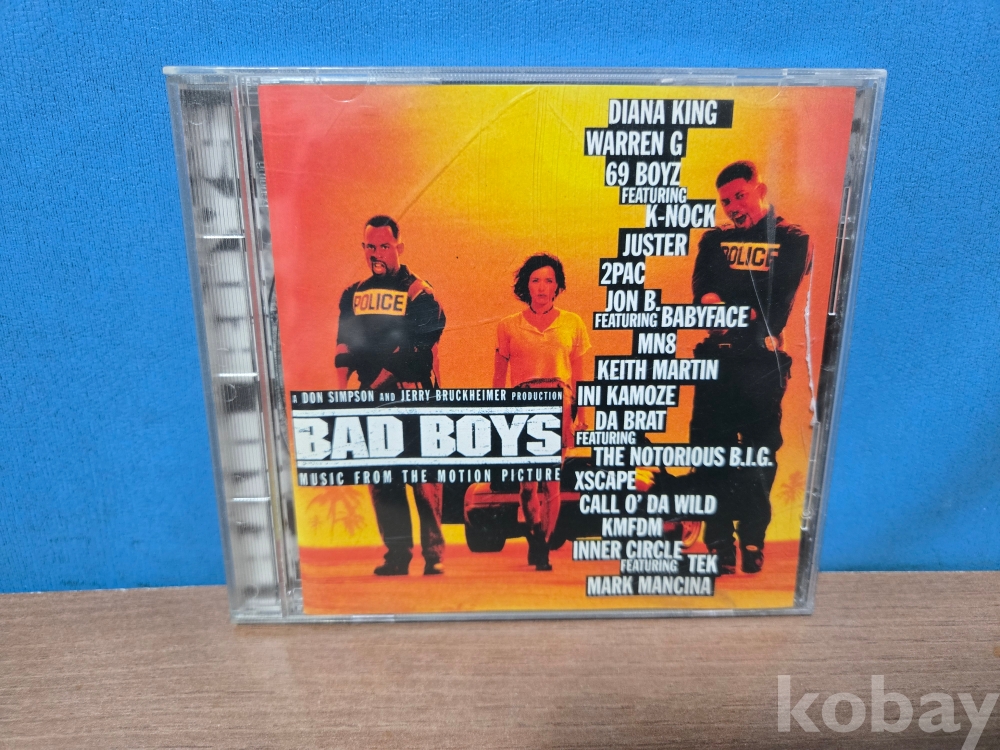 DIANA KING
WARREN G
69 BOYZ
FEATURING
K-NOCK
JUSTER
2PAC
JON B.
FEATURING BABYFACE
MN8
KEITH MARTIN
INI KAMOZE
DA BRAT
FEATURING
THE NOTORIOUS B.I.G.
XSCAPE
CALL O' DA WILD
KMFDM
INNER CIRCLE
FEATURING TEK
MARK MANCINA
POLICE
POLICE
A DON SIMPSON AND JERRY BRUCKHEIMER PRODUCTION
BAD BOYS
MUSIC FROM THE MOTION PICTURE
kobay